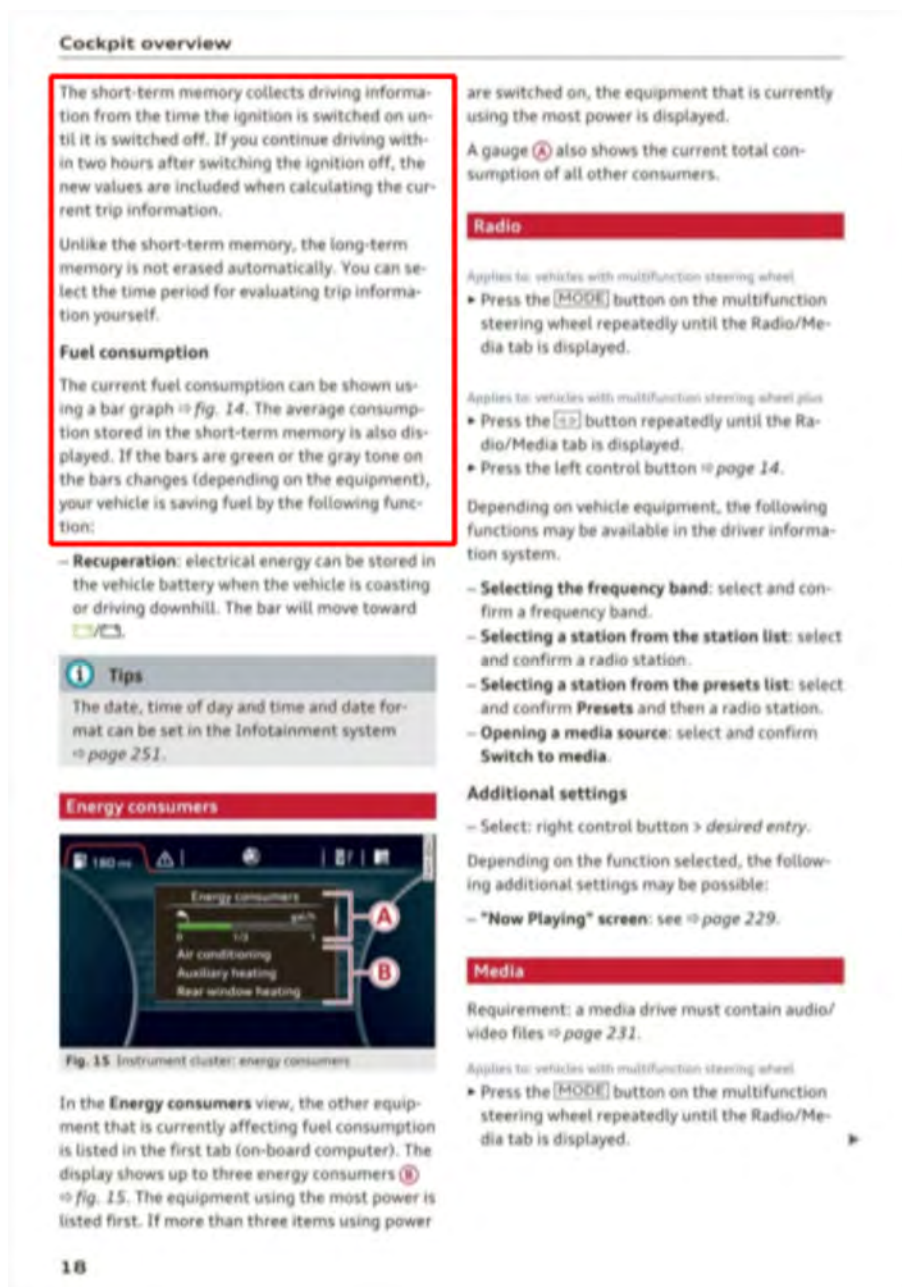 Cockpit overview
The short-term memory collects driving informa-
tion from the time the ignition is switched on un-
til it is switched off. If you continue driving with-
in two hours after switching the ignition off, the
new values are included when calculating the cur-
rent trip information.
Unlike the short-term memory, the long-term
memory is not erased automatically. You can se-
lect the time period for evaluating trip informa-
tion yourself.
Fuel consumption
The current fuel consumption can be shown us-
ing a bar graph ⇨ fig. 14. The average consump-
tion stored in the short-term memory is also dis-
played. If the bars are green or the gray tone on
the bars changes (depending on the equipment),
your vehicle is saving fuel by the following func-
tion:
– Recuperation: electrical energy can be stored in
the vehicle battery when the vehicle is coasting
or driving downhill. The bar will move toward
/
Tips
The date, time of day and time and date for-
mat can be set in the Infotainment system
⇨ page 251.
Energy consumers
180 mi
Energy consumers
gal/h
0 1/3 1
Air conditioning
Auxiliary heating
Rear window heating
A
B
Fig. 15 Instrument cluster: energy consumers
In the Energy consumers view, the other equip-
ment that is currently affecting fuel consumption
is listed in the first tab (on-board computer). The
display shows up to three energy consumers Ⓑ
⇨ fig. 15. The equipment using the most power is
listed first. If more than three items using power
are switched on, the equipment that is currently
using the most power is displayed.
A gauge Ⓐ also shows the current total con-
sumption of all other consumers.
Radio
Applies to: vehicles with multifunction steering wheel
▸ Press the MODE button on the multifunction
steering wheel repeatedly until the Radio/Me-
dia tab is displayed.
Applies to: vehicles with multifunction steering wheel plus
▸ Press the ◁▷ button repeatedly until the Ra-
dio/Media tab is displayed.
▸ Press the left control button ⇨ page 14.
Depending on vehicle equipment, the following
functions may be available in the driver informa-
tion system.
– Selecting the frequency band: select and con-
firm a frequency band.
– Selecting a station from the station list: select
and confirm a radio station.
– Selecting a station from the presets list: select
and confirm Presets and then a radio station.
– Opening a media source: select and confirm
Switch to media.
Additional settings
– Select: right control button > desired entry.
Depending on the function selected, the follow-
ing additional settings may be possible:
– "Now Playing" screen: see ⇨ page 229.
Media
Requirement: a media drive must contain audio/
video files ⇨ page 231.
Applies to: vehicles with multifunction steering wheel
▸ Press the MODE button on the multifunction
steering wheel repeatedly until the Radio/Me-
dia tab is displayed.
18